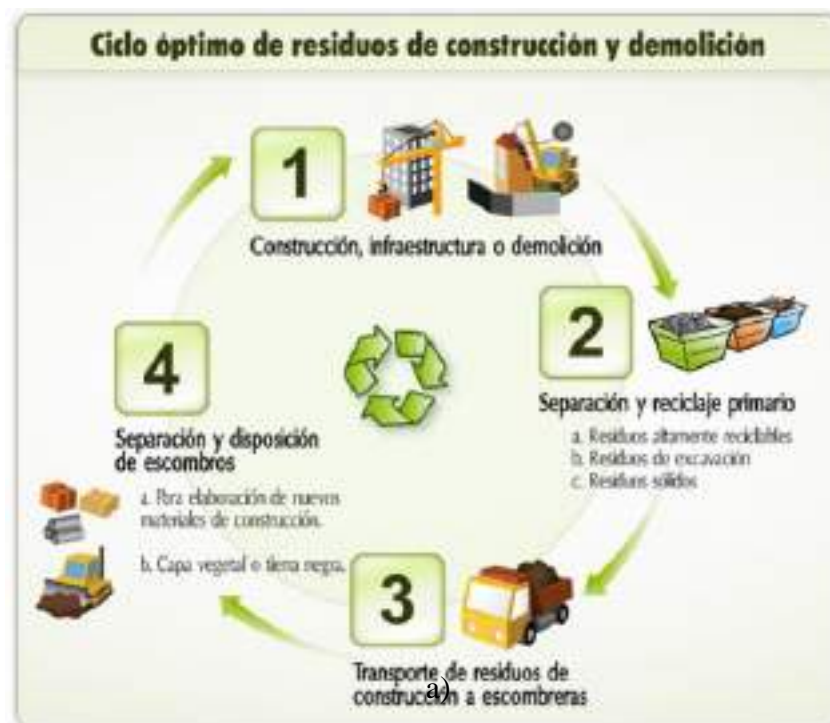 Ciclo óptimo de residuos de construcción y demolición
1
Construcción, infraestructura o demolición
2
Separación y reciclaje primario
a. Residuos altamente reciclables
b. Residuos de excavación
c. Residuos sólidos
3
Transporte de residuos de
construcción a escombreras
a)
4
Separación y disposición
de escombros
a. Para elaboración de nuevos
materiales de construcción.
b. Capa vegetal o tierra negra.